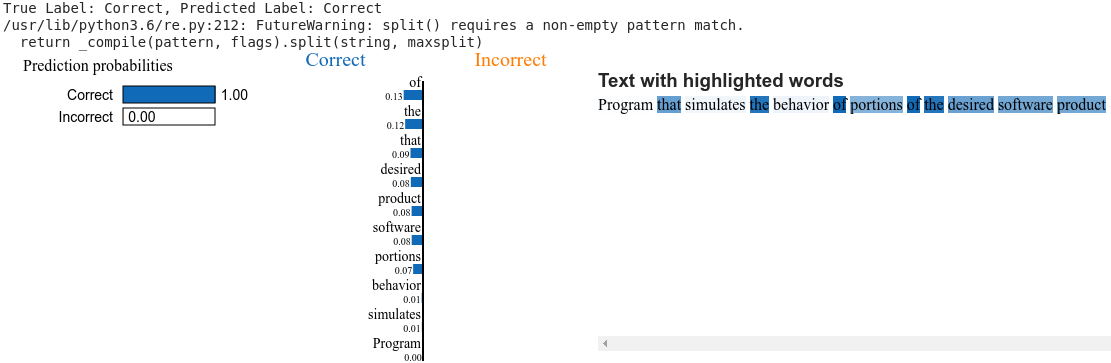 True Label: Correct, Predicted Label: Correct
/usr/lib/python3.6/re.py:212: FutureWarning: split() requires a non-empty pattern match.
return _compile(pattern, flags).split(string, maxsplit)
Prediction probabilities
Correct 1.00
Incorrect 0.00
Correct Incorrect
of
0.13
the
0.12
that
0.09
desired
0.08
product
0.08
software
0.08
portions
0.07
behavior
0.01
simulates
0.01
Program
0.00
Text with highlighted words
Program that simulates the behavior of portions of the desired software product